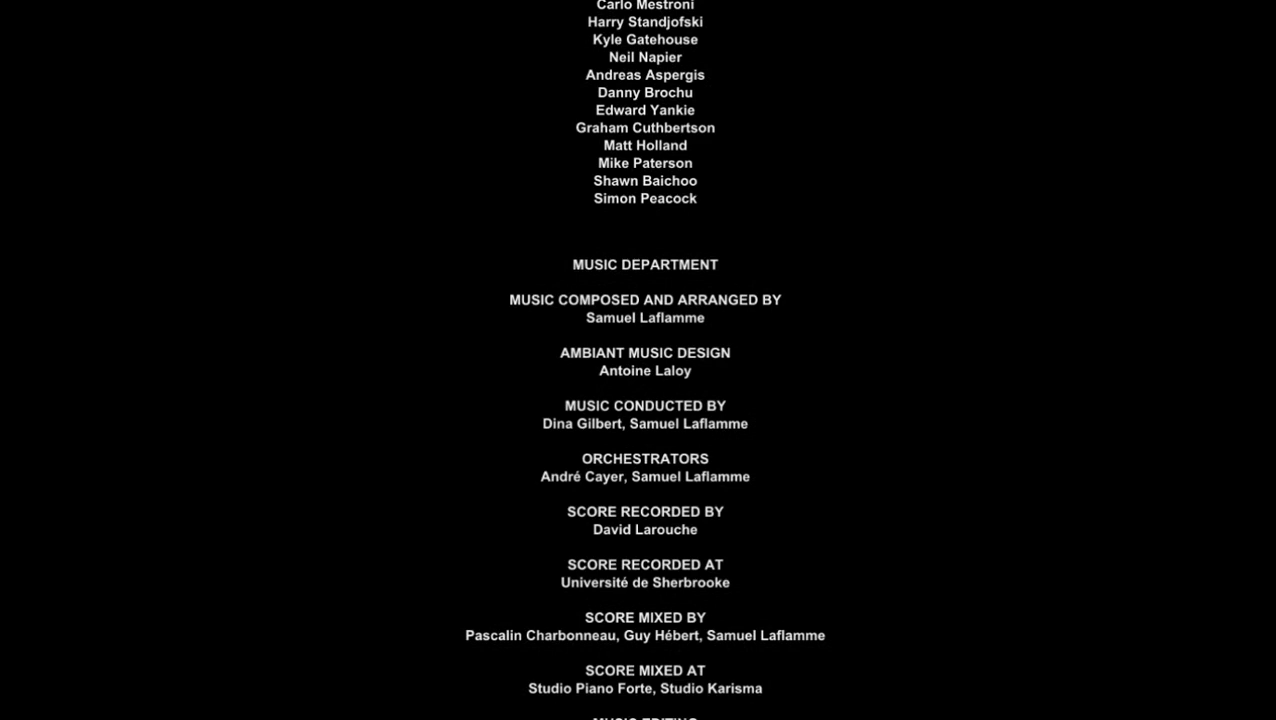 Carlo Mestroni
Harry Standjofski
Kyle Gatehouse
Neil Napier
Andreas Aspergis
Danny Brochu
Edward Yankie
Graham Cuthbertson
Matt Holland
Mike Paterson
Shawn Baichoo
Simon Peacock
MUSIC DEPARTMENT
MUSIC COMPOSED AND ARRANGED BY
Samuel Laflamme
AMBIANT MUSIC DESIGN
Antoine Laloy
MUSIC CONDUCTED BY
Dina Gilbert, Samuel Laflamme
ORCHESTRATORS
André Cayer, Samuel Laflamme
SCORE RECORDED BY
David Larouche
SCORE RECORDED AT
Université de Sherbrooke
SCORE MIXED BY
Pascalin Charbonneau, Guy Hébert, Samuel Laflamme
SCORE MIXED AT
Studio Piano Forte, Studio Karisma
MUSIC EDITING